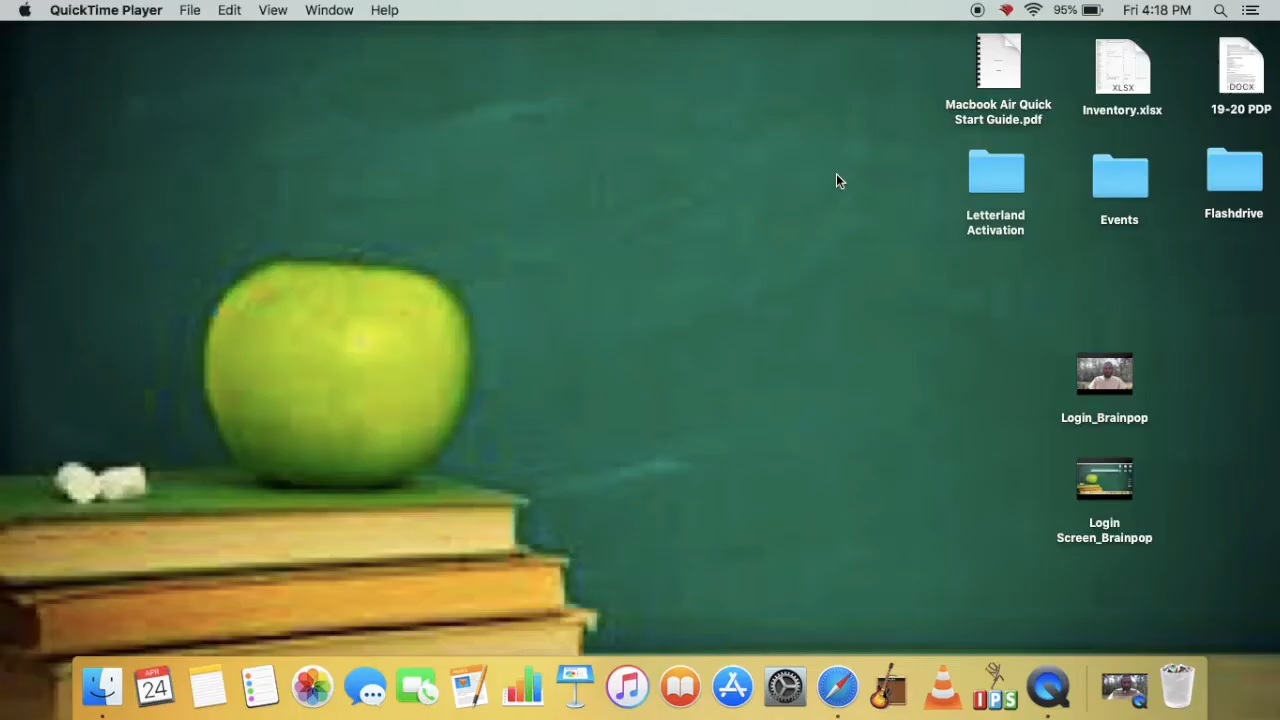 QuickTime Player File Edit View Window Help 95% Fri 4:18 PM
Macbook Air Quick
Start Guide.pdf
XLSX
Inventory.xlsx
DOCX
19-20 PDP
Letterland
Activation
Events
Flashdrive
Login_Brainpop
Login
Screen_Brainpop
APR
24
IPS